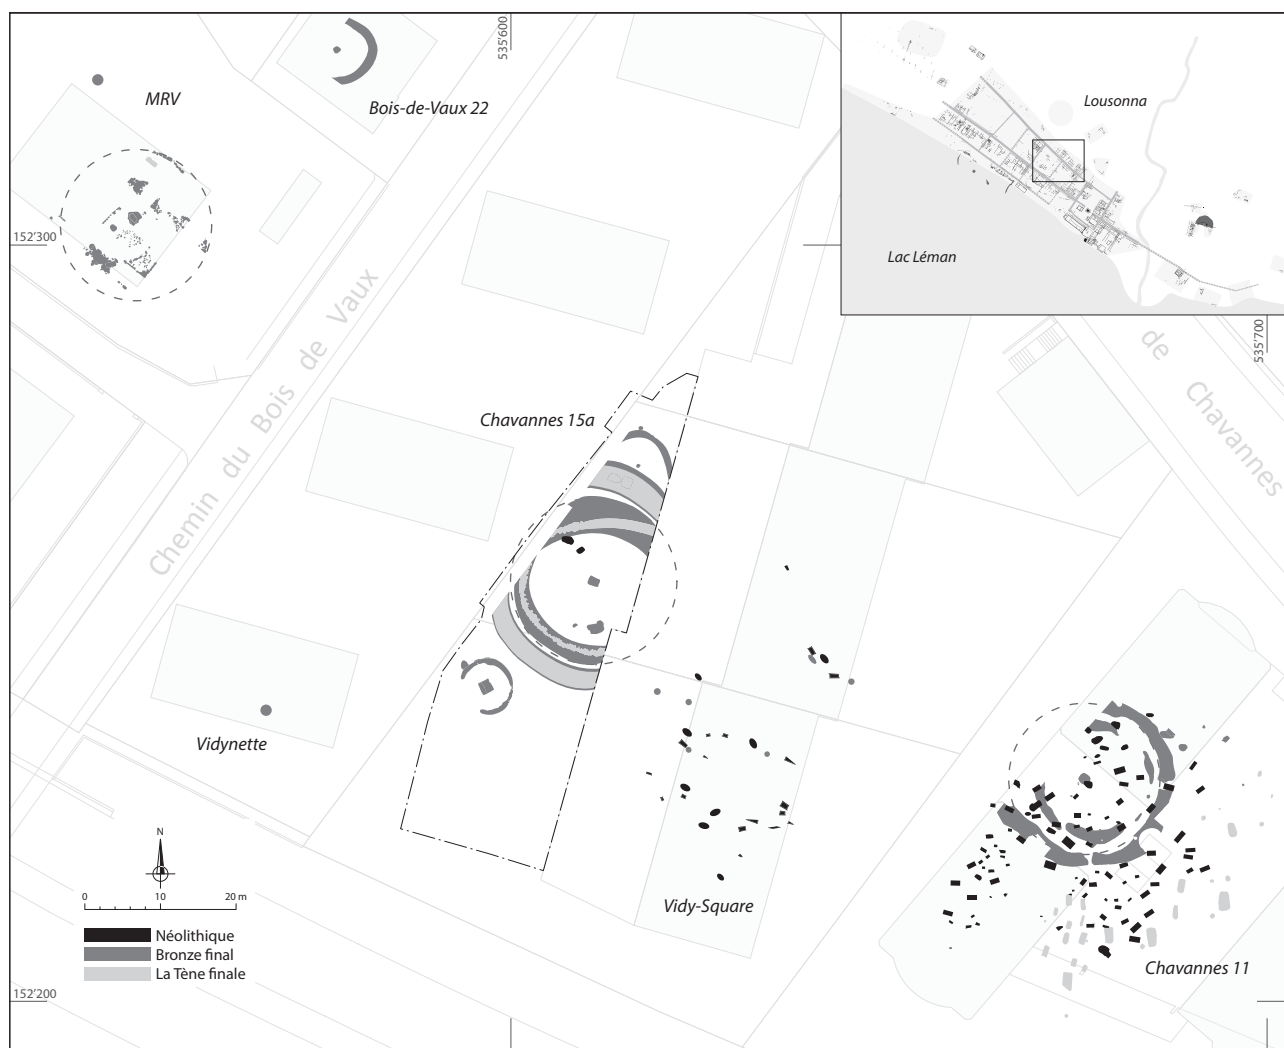 535'600
MRV
Bois-de-Vaux 22
Lousonna
Lac Léman
152'300
535'700
Chemin du Bois de Vaux
de Chavannes
Chavannes 15a
Vidynette
N
0 10 20 m
Néolithique
Bronze final
La Tène finale
Vidy-Square
Chavannes 11
152'200